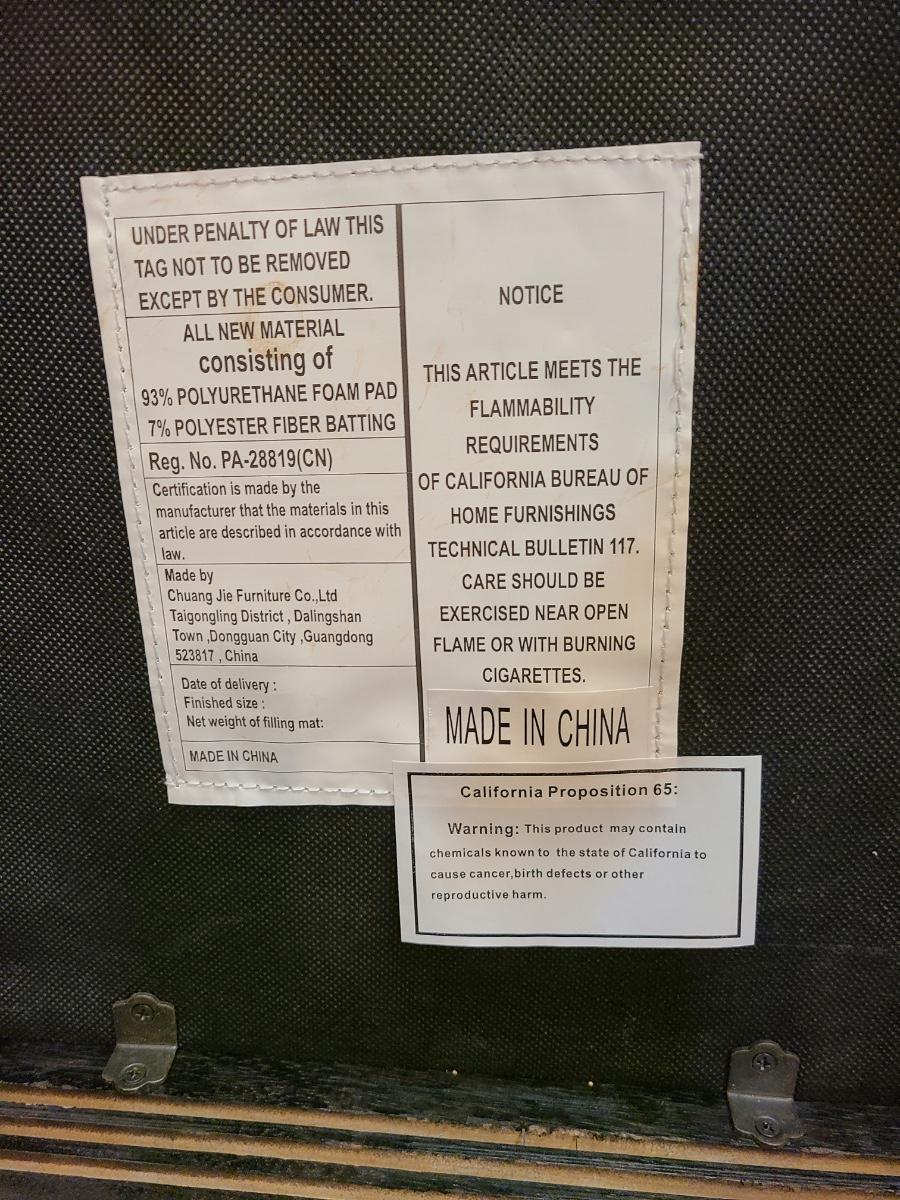 UNDER PENALTY OF LAW THIS
TAG NOT TO BE REMOVED
EXCEPT BY THE CONSUMER.
ALL NEW MATERIAL
consisting of
93% POLYURETHANE FOAM PAD
7% POLYESTER FIBER BATTING
Reg. No. PA-28819(CN)
Certification is made by the
manufacturer that the materials in this
article are described in accordance with
law.
Made by
Chuang Jie Furniture Co.,Ltd
Taigongling District , Dalingshan
Town ,Dongguan City ,Guangdong
523817 , China
Date of delivery :
Finished size :
Net weight of filling mat:
MADE IN CHINA
NOTICE
THIS ARTICLE MEETS THE
FLAMMABILITY
REQUIREMENTS
OF CALIFORNIA BUREAU OF
HOME FURNISHINGS
TECHNICAL BULLETIN 117.
CARE SHOULD BE
EXERCISED NEAR OPEN
FLAME OR WITH BURNING
CIGARETTES.
MADE IN CHINA
California Proposition 65:
Warning: This product may contain
chemicals known to the state of California to
cause cancer,birth defects or other
reproductive harm.